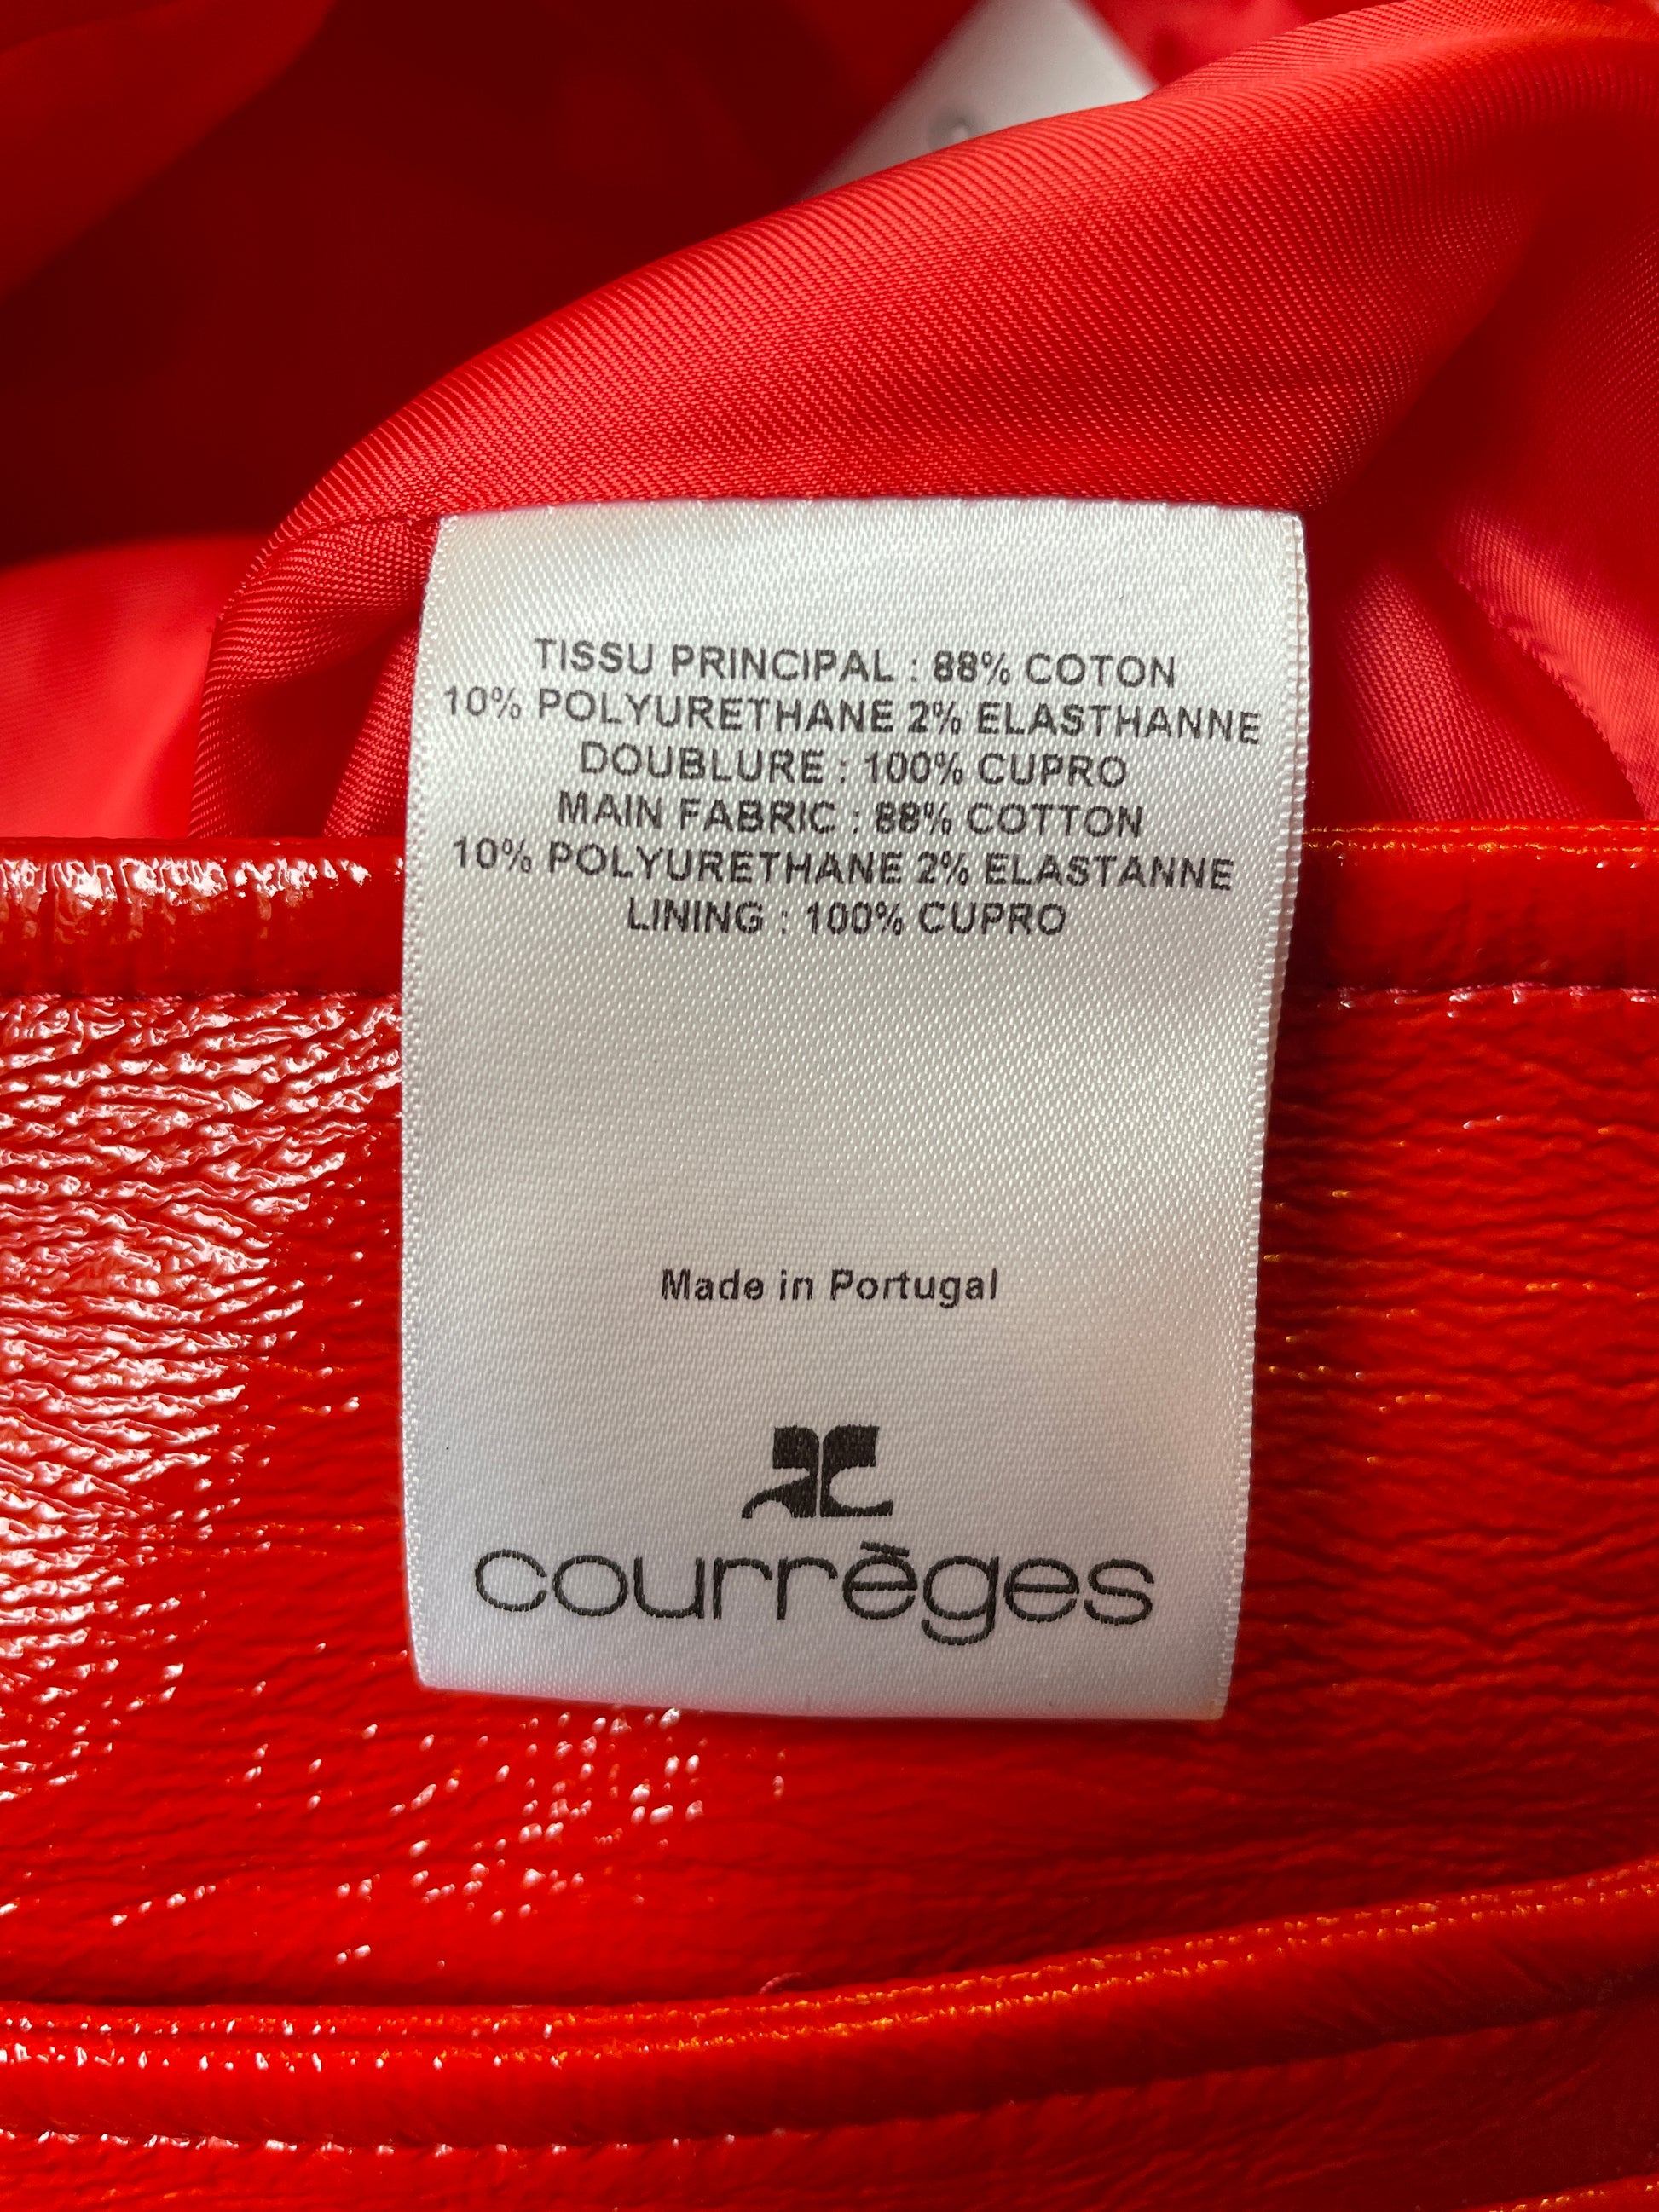 TISSU PRINCIPAL : 88% COTON
10% POLYURETHANE 2% ELASTHANNE
DOUBLURE : 100% CUPRO
MAIN FABRIC : 88% COTTON
10% POLYURETHANE 2% ELASTANNE
LINING : 100% CUPRO
Made in Portugal
courrèges